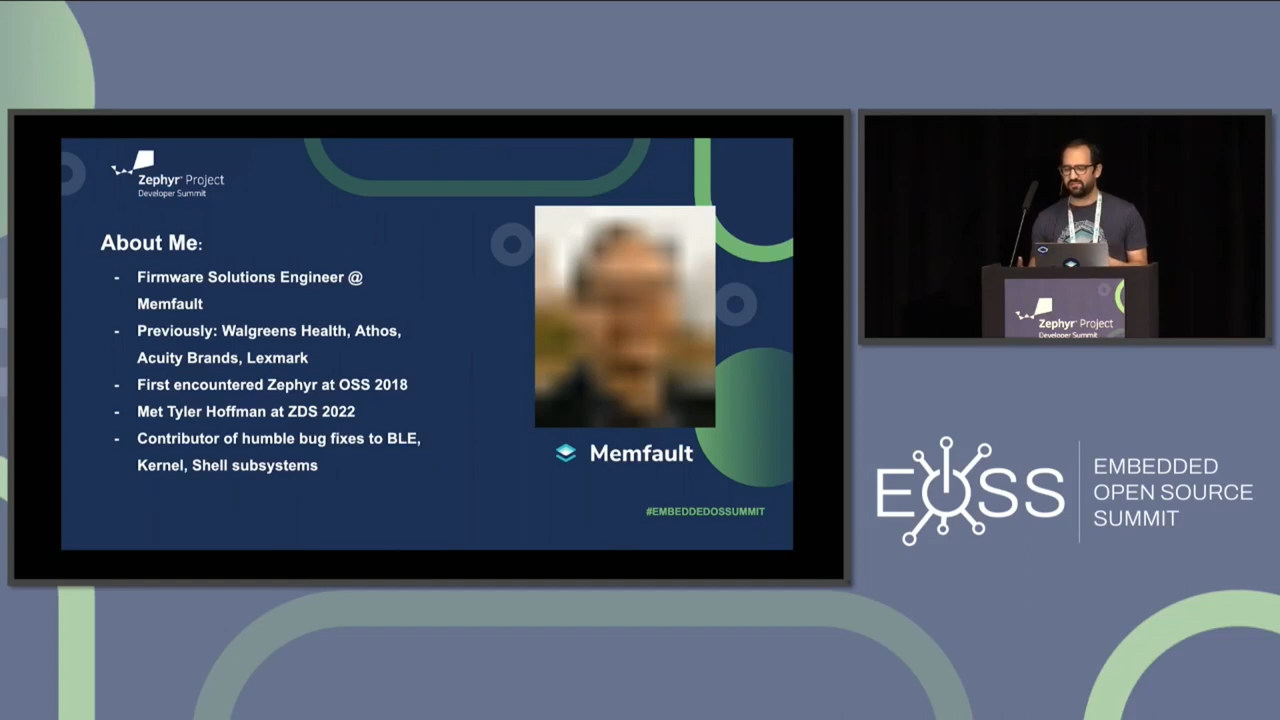 Zephyr® Project
Developer Summit
About Me:
- Firmware Solutions Engineer @
Memfault
- Previously: Walgreens Health, Athos,
Acuity Brands, Lexmark
- First encountered Zephyr at OSS 2018
- Met Tyler Hoffman at ZDS 2022
- Contributor of humble bug fixes to BLE,
Kernel, Shell subsystems
Memfault
#EMBEDDEDOSSUMMIT
Zephyr® Project
Developer Summit
EOSS
EMBEDDED
OPEN SOURCE
SUMMIT